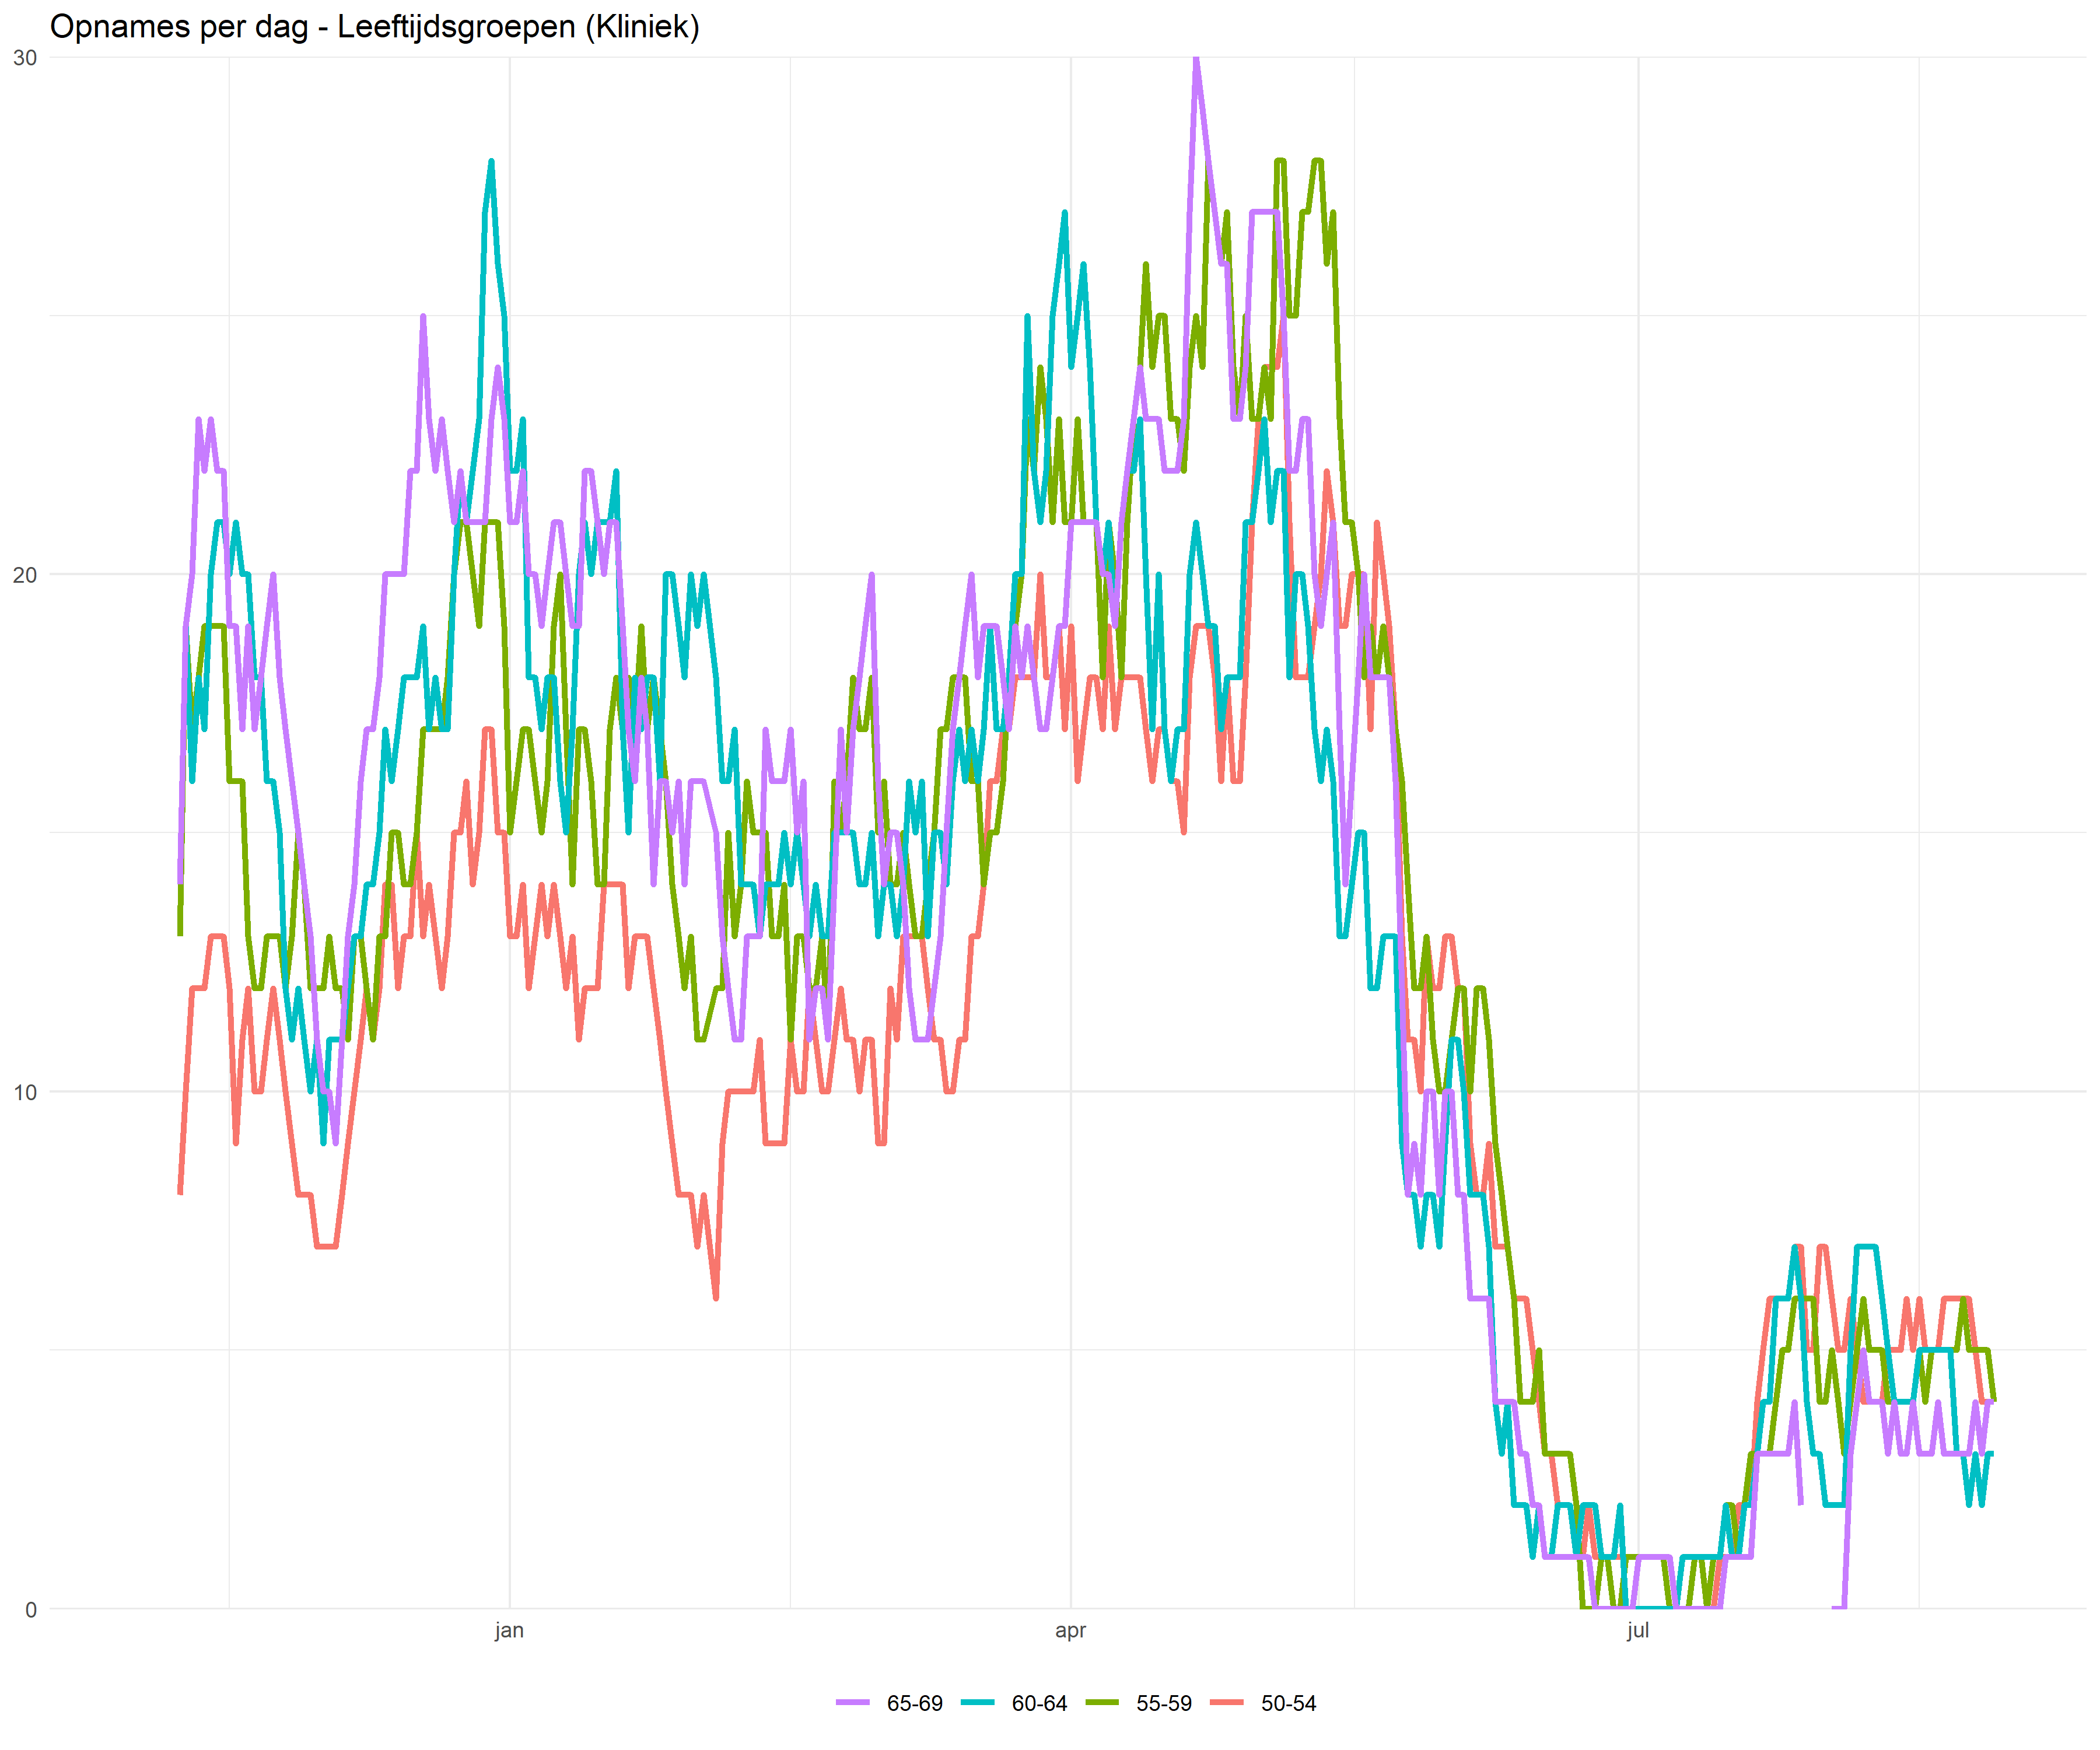 Opnames per dag - Leeftijdsgroepen (Kliniek)
30
20
10
0
jan apr jul
65-69 60-64 55-59 50-54